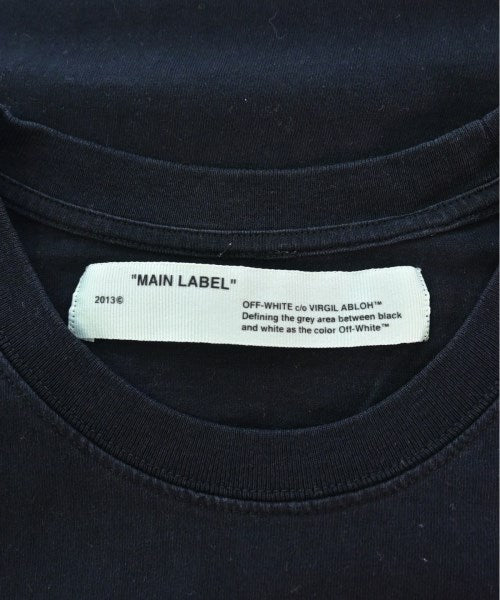 "MAIN LABEL"
2013©
OFF-WHITE c/o VIRGIL ABLOH™
Defining the grey area between black
and white as the color Off-White™